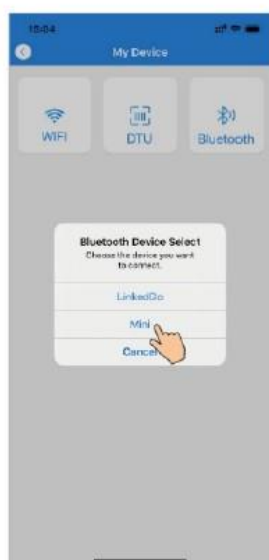 15:04
My Device
WIFI
DTU
Bluetooth
Bluetooth Device Select
Choose the device you want
to connect.
LinkedGo
Mini
Cancel